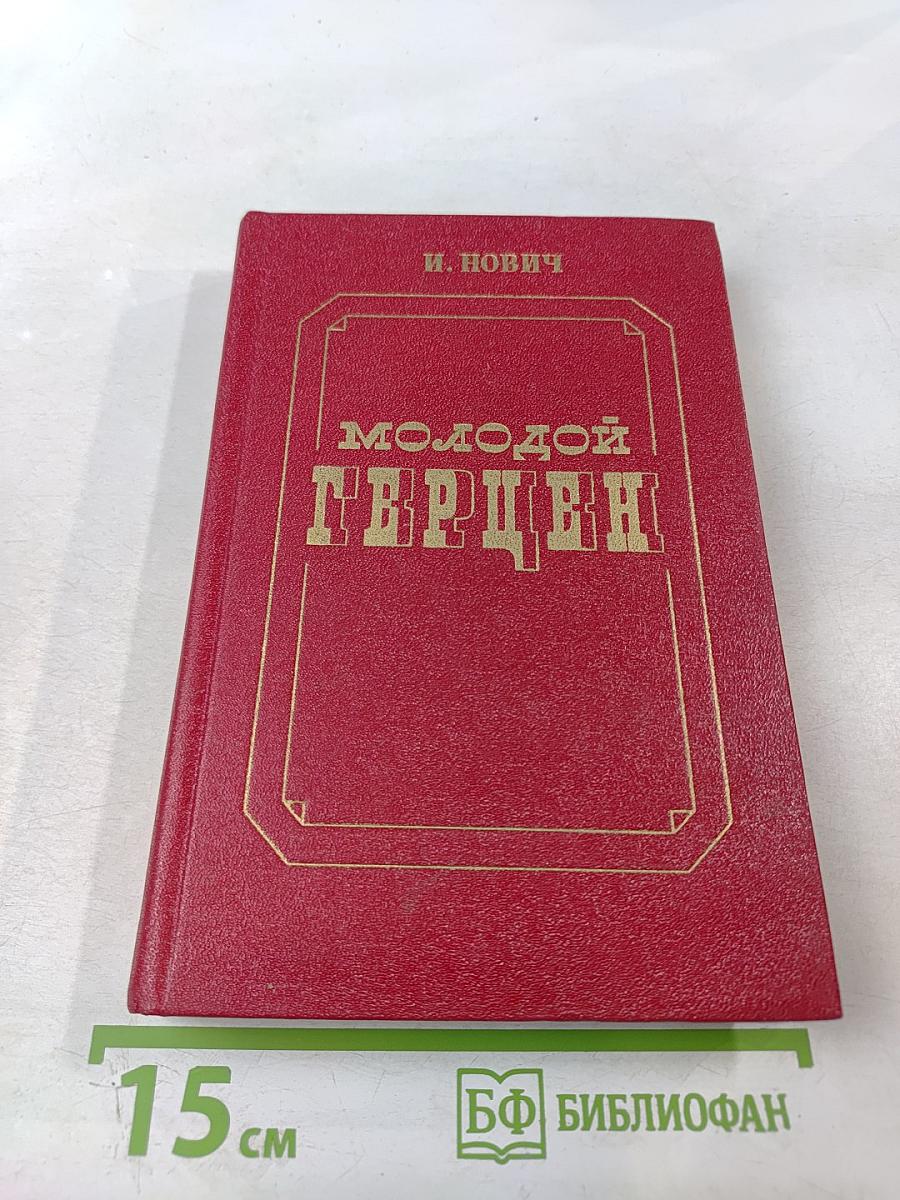 И. НОВИЧ
МОЛОДОЙ
ГЕРЦЕН
15 см
БФ БИБЛИОФАН